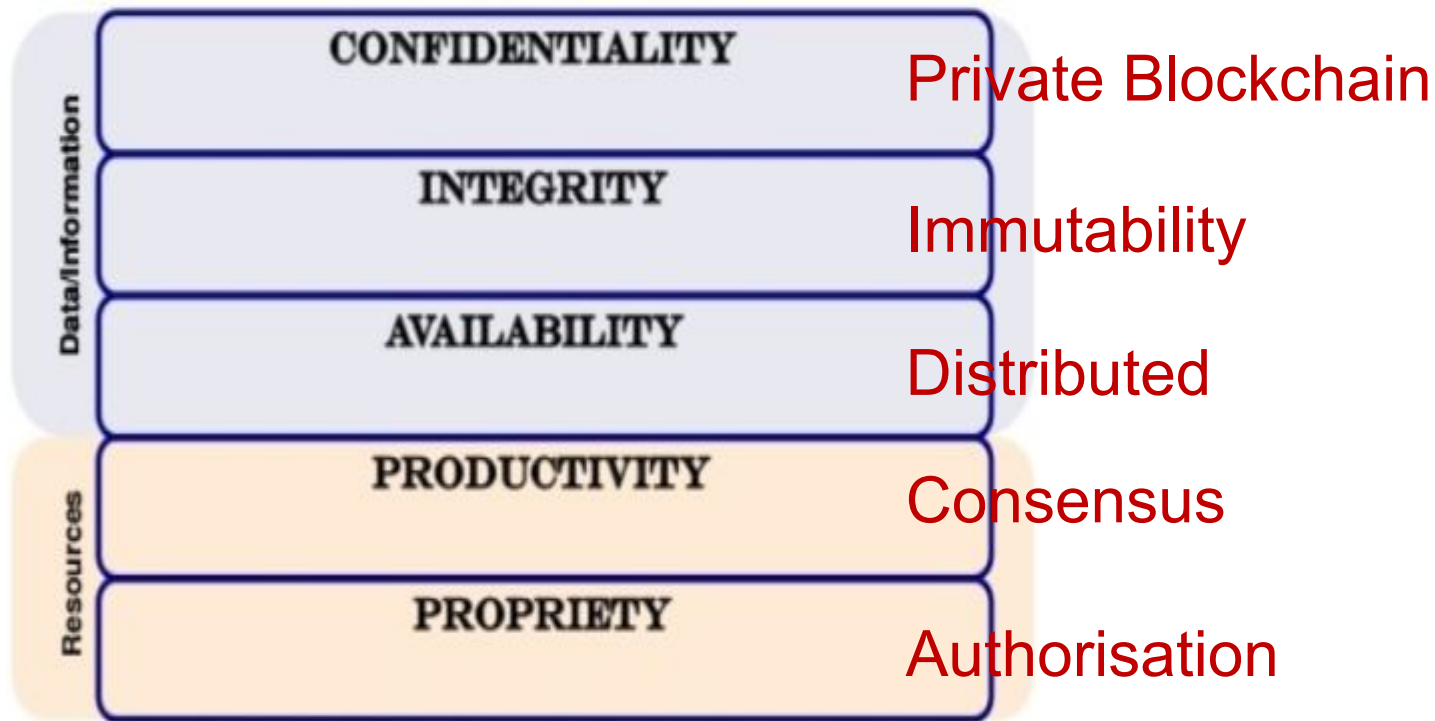 Data/Information
CONFIDENTIALITY
Private Blockchain
INTEGRITY
Immutability
AVAILABILITY
Distributed
Resources
PRODUCTIVITY
Consensus
PROPRIETY
Authorisation